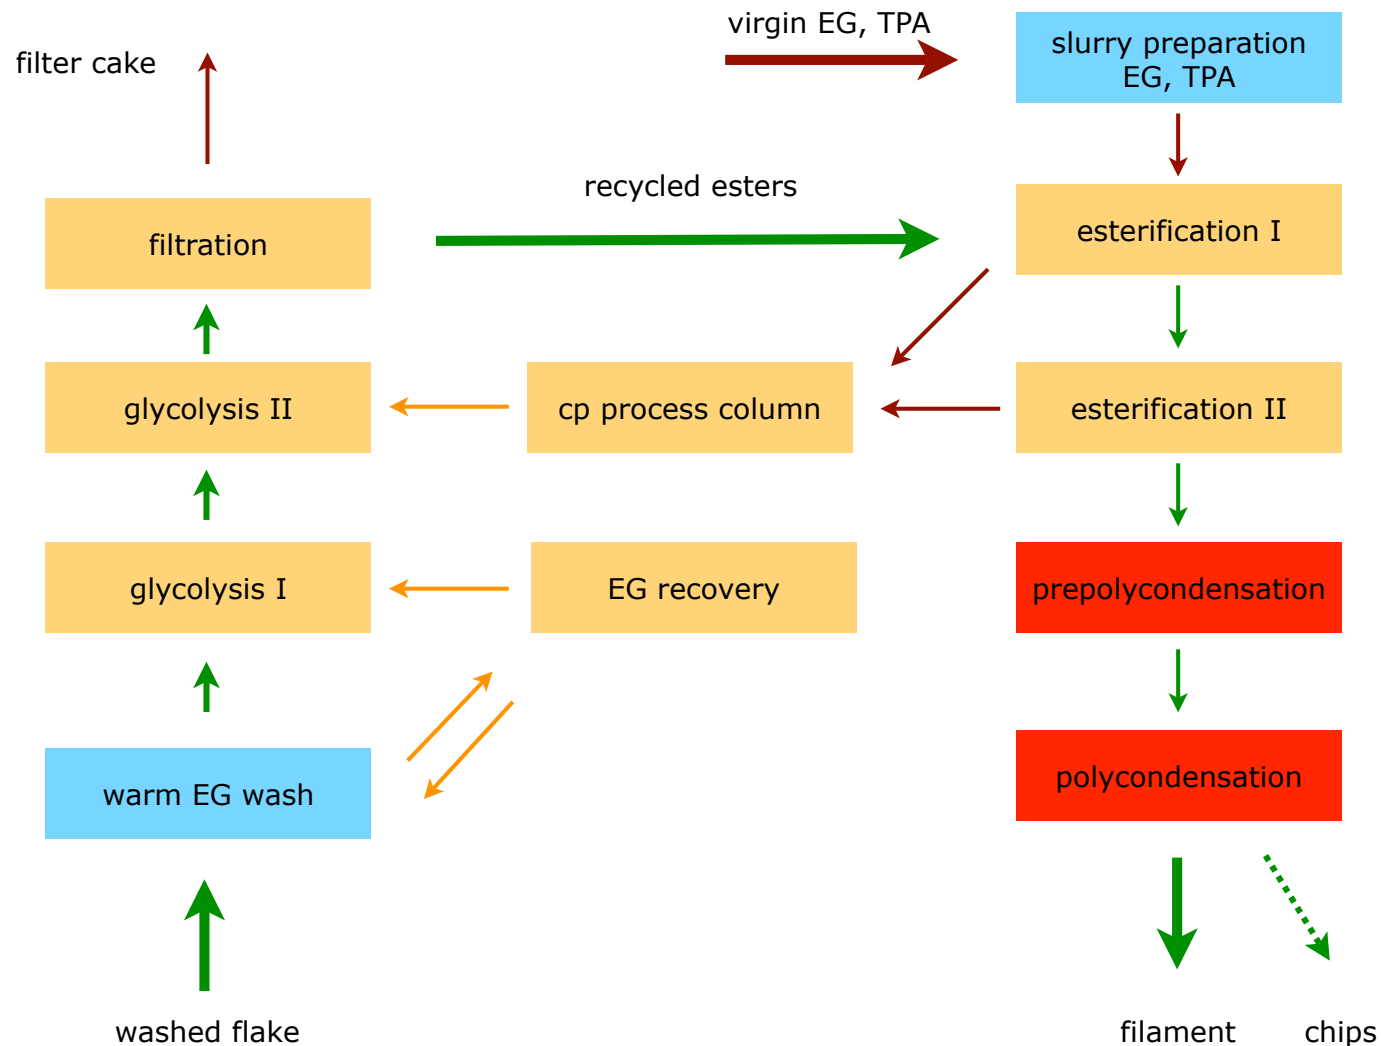 virgin EG, TPA
slurry preparation
EG, TPA
filter cake
recycled esters
filtration
esterification I
glycolysis II
cp process column
esterification II
glycolysis I
EG recovery
prepolycondensation
warm EG wash
polycondensation
washed flake
filament
chips